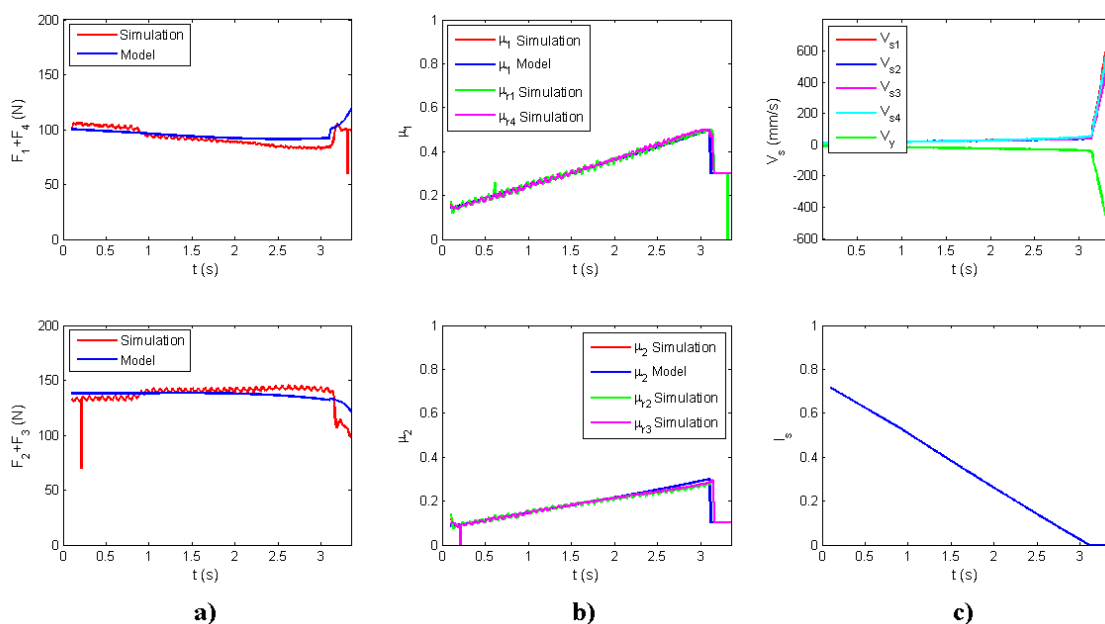 200
150
100
50
0
F₁+F₄ (N)
Simulation
Model
0 0.5 1 1.5 2 2.5 3
t (s)
1
0.8
0.6
0.4
0.2
0
μ₁
μ₁ Simulation
μ₁ Model
μr1 Simulation
μr4 Simulation
0 0.5 1 1.5 2 2.5 3
t (s)
600
400
200
0
-200
-400
-600
Vs (mm/s)
Vs1
Vs2
Vs3
Vs4
Vy
0.5 1 1.5 2 2.5 3
t (s)
200
150
100
50
0
F₂+F₃ (N)
Simulation
Model
0 0.5 1 1.5 2 2.5 3
t (s)
a)
1
0.8
0.6
0.4
0.2
0
μ₂
μ₂ Simulation
μ₂ Model
μr2 Simulation
μr3 Simulation
0 0.5 1 1.5 2 2.5 3
t (s)
b)
1
0.8
0.6
0.4
0.2
0
Is
0 0.5 1 1.5 2 2.5 3
t (s)
c)